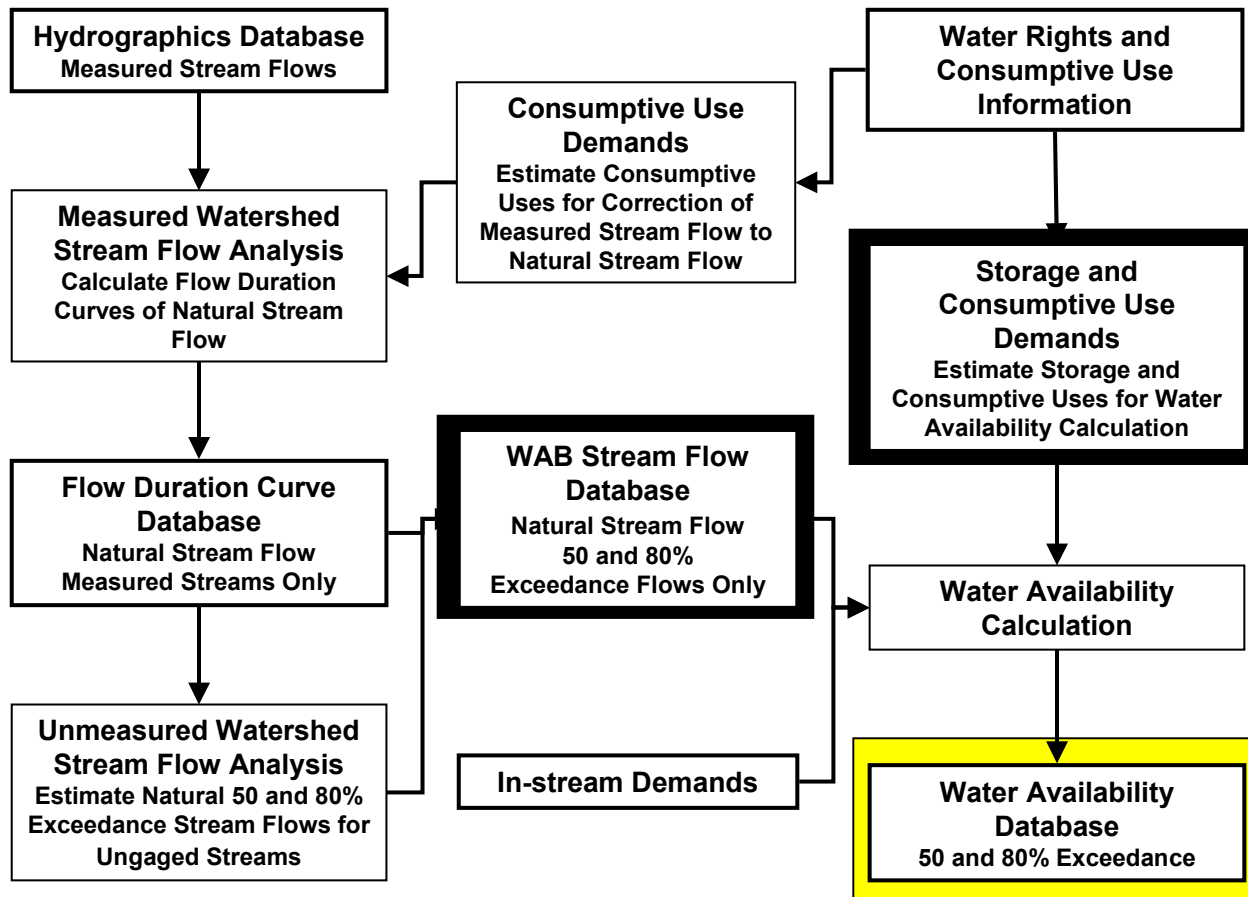 Hydrographics Database
Measured Stream Flows
Water Rights and
Consumptive Use
Information
Consumptive Use
Demands
Estimate Consumptive
Uses for Correction of
Measured Stream Flow to
Natural Stream Flow
Measured Watershed
Stream Flow Analysis
Calculate Flow Duration
Curves of Natural Stream
Flow
Storage and
Consumptive Use
Demands
Estimate Storage and
Consumptive Uses for Water
Availability Calculation
Flow Duration Curve
Database
Natural Stream Flow
Measured Streams Only
WAB Stream Flow
Database
Natural Stream Flow
50 and 80%
Exceedance Flows Only
Water Availability
Calculation
Unmeasured Watershed
Stream Flow Analysis
Estimate Natural 50 and 80%
Exceedance Stream Flows for
Ungaged Streams
In-stream Demands
Water Availability
Database
50 and 80% Exceedance